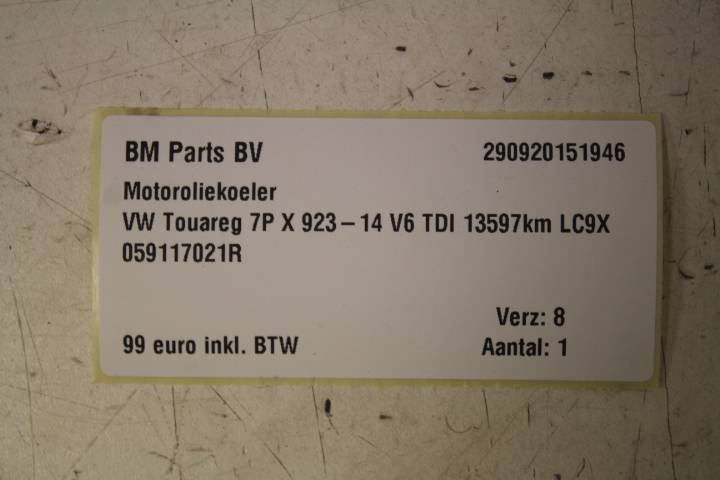 BM Parts BV 290920151946
Motoroliekoeler
VW Touareg 7P X 923-14 V6 TDI 13597km LC9X
059117021R
Verz: 8
99 euro inkl. BTW Aantal: 1